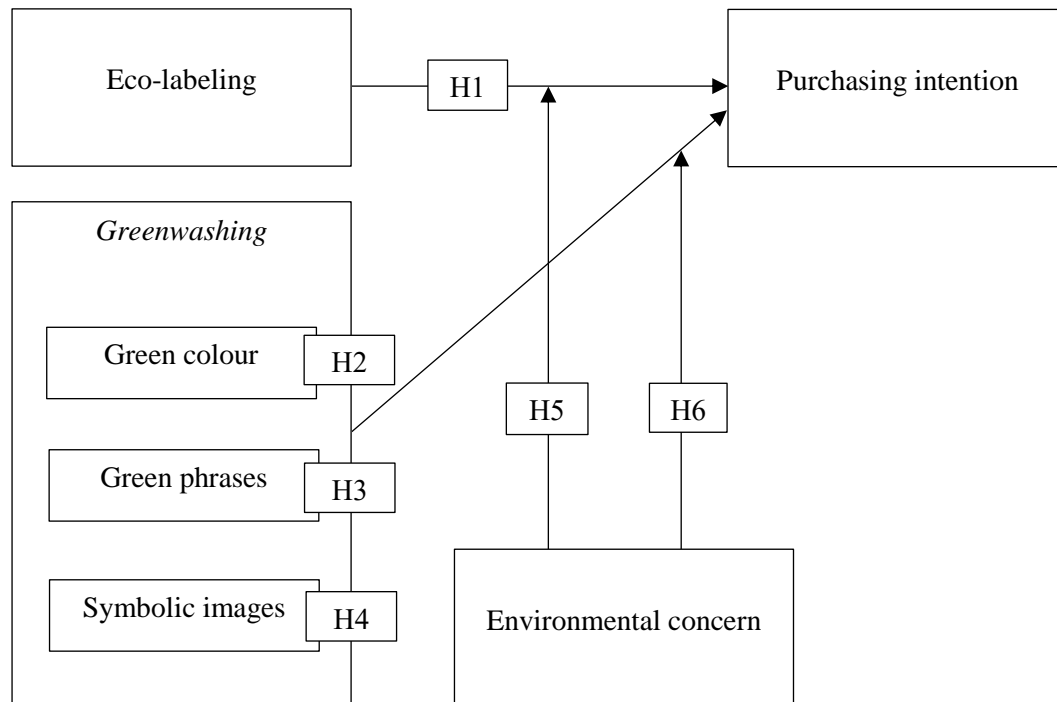 Eco-labeling
H1
Purchasing intention
Greenwashing
Green colour
H2
Green phrases
H3
Symbolic images
H4
H5
H6
Environmental concern